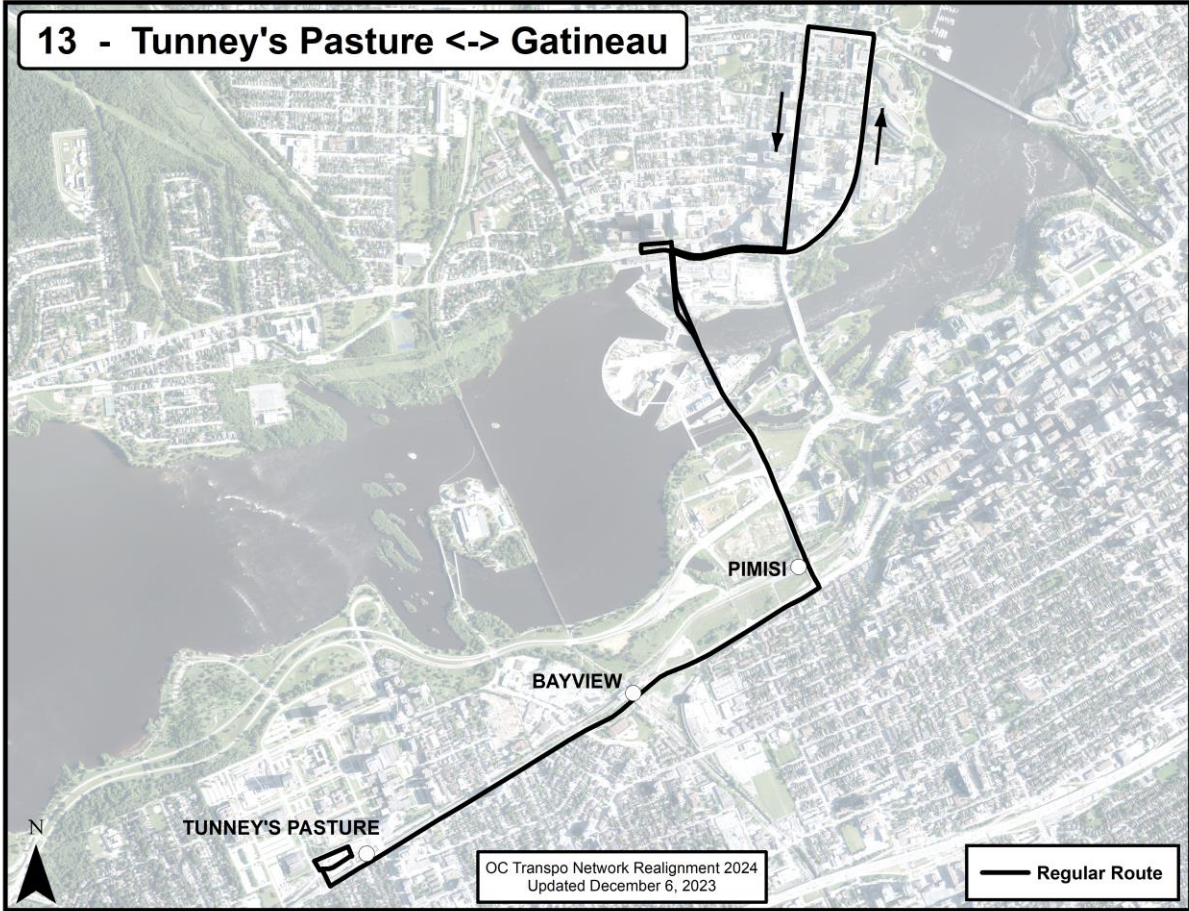 13 - Tunney's Pasture <-> Gatineau
PIMISI
BAYVIEW
TUNNEY'S PASTURE
N
OC Transpo Network Realignment 2024
Updated December 6, 2023
Regular Route